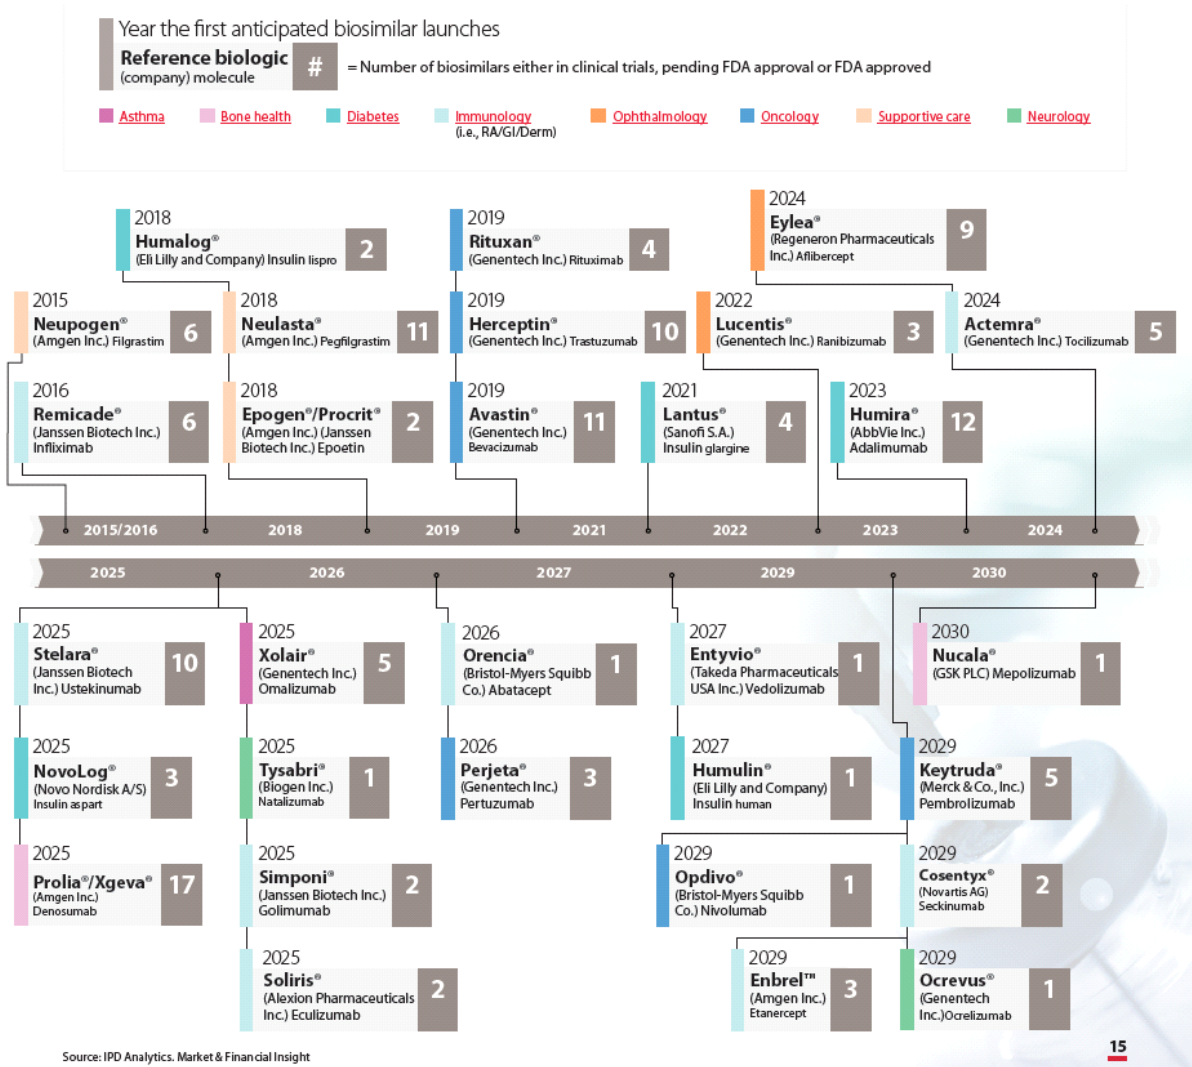 Year the first anticipated biosimilar launches
Reference biologic
(company) molecule
#
= Number of biosimilars either in clinical trials, pending FDA approval or FDA approved
Asthma
Bone health
Diabetes
Immunology
(i.e., RA/GI/Derm)
Ophthalmology
Oncology
Supportive care
Neurology
2018
Humalog®
(Eli Lilly and Company) Insulin lispro
2
2019
Rituxan®
(Genentech Inc.) Rituximab
4
2024
Eylea®
(Regeneron Pharmaceuticals
Inc.) Aflibercept
9
2015
Neupogen®
(Amgen Inc.) Filgrastim
6
2018
Neulasta®
(Amgen Inc.) Pegfilgrastim
11
2019
Herceptin®
(Genentech Inc.) Trastuzumab
10
2022
Lucentis®
(Genentech Inc.) Ranibizumab
3
2024
Actemra®
(Genentech Inc.) Tocilizumab
5
2016
Remicade®
(Janssen Biotech Inc.)
Infliximab
6
2018
Epogen®/Procrit®
(Amgen Inc.) (Janssen
Biotech Inc.) Epoetin
2
2019
Avastin®
(Genentech Inc.)
Bevacizumab
11
2021
Lantus®
(Sanofi S.A.)
Insulin glargine
4
2023
Humira®
(AbbVie Inc.)
Adalimumab
12
2015/2016
2018
2019
2021
2022
2023
2024
2025
2026
2027
2029
2030
2025
Stelara®
(Janssen Biotech
Inc.) Ustekinumab
10
2025
Xolair®
(Genentech Inc.)
Omalizumab
5
2026
Orencia®
(Bristol-Myers Squibb
Co.) Abatacept
1
2027
Entyvio®
(Takeda Pharmaceuticals
USA Inc.) Vedolizumab
1
2030
Nucala®
(GSK PLC) Mepolizumab
1
2025
NovoLog®
(Novo Nordisk A/S)
Insulin aspart
3
2025
Tysabri®
(Biogen Inc.)
Natalizumab
1
2026
Perjeta®
(Genentech Inc.)
Pertuzumab
3
2027
Humulin®
(Eli Lilly and Company)
Insulin human
1
2029
Keytruda®
(Merck & Co., Inc.)
Pembrolizumab
5
2025
Prolia®/Xgeva®
(Amgen Inc.)
Denosumab
17
2025
Simponi®
(Janssen Biotech Inc.)
Golimumab
2
2029
Opdivo®
(Bristol-Myers Squibb
Co.) Nivolumab
1
2029
Cosentyx®
(Novartis AG)
Seckinumab
2
2025
Soliris®
(Alexion Pharmaceuticals
Inc.) Eculizumab
2
2029
Enbrel™
(Amgen Inc.)
Etanercept
3
2029
Ocrevus®
(Genentech
Inc.)Ocrelizumab
1
Source: IPD Analytics. Market & Financial Insight
15